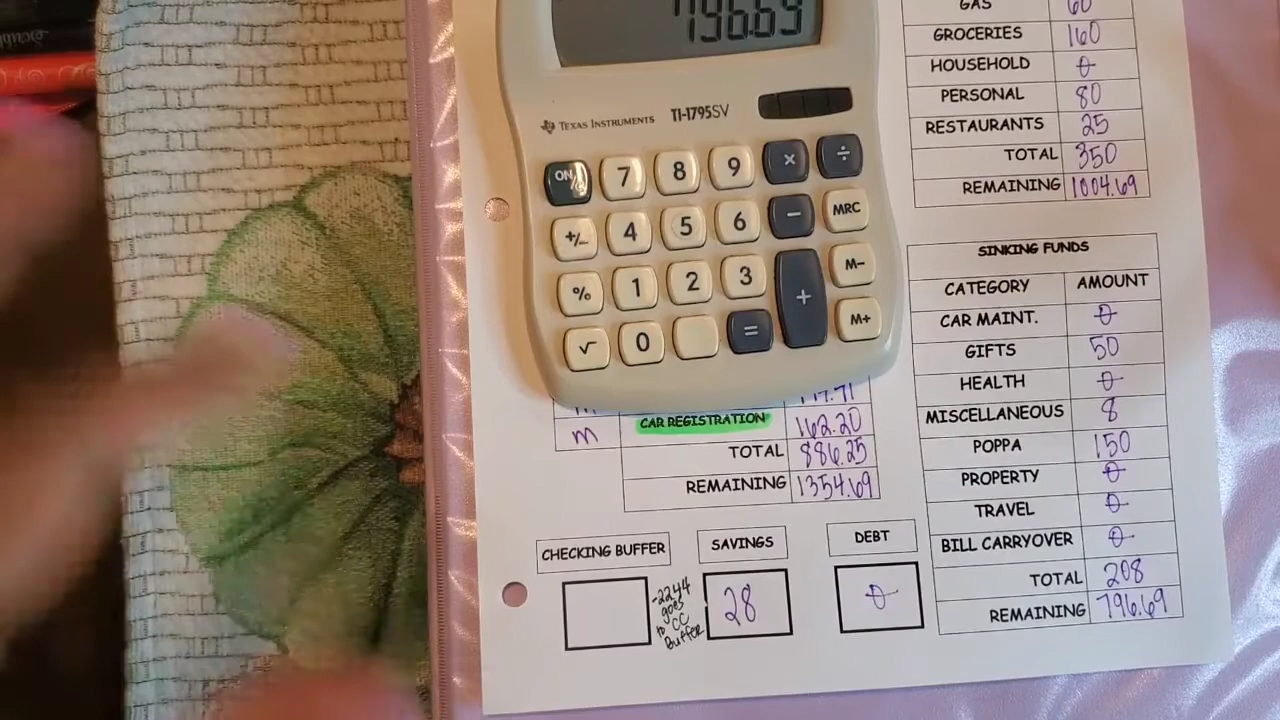 796.69
TEXAS INSTRUMENTS TI-1795SV
ON/C 7 8 9 × ÷
+/- 4 5 6 − MRC
% 1 2 3 + M−
√ 0 = M+
GAS 60
GROCERIES 160
HOUSEHOLD 0
PERSONAL 80
RESTAURANTS 25
TOTAL 350
REMAINING 1004.69
SINKING FUNDS
CATEGORY AMOUNT
CAR MAINT. 0
GIFTS 50
HEALTH 0
MISCELLANEOUS 8
POPPA 150
PROPERTY 0
TRAVEL 0
BILL CARRYOVER 0
TOTAL 208
REMAINING 796.69
m CAR REGISTRATION 162.20
TOTAL 886.25
REMAINING 1354.69
CHECKING BUFFER
-22.44
goes
to CC
Buffer
SAVINGS
28
DEBT
0